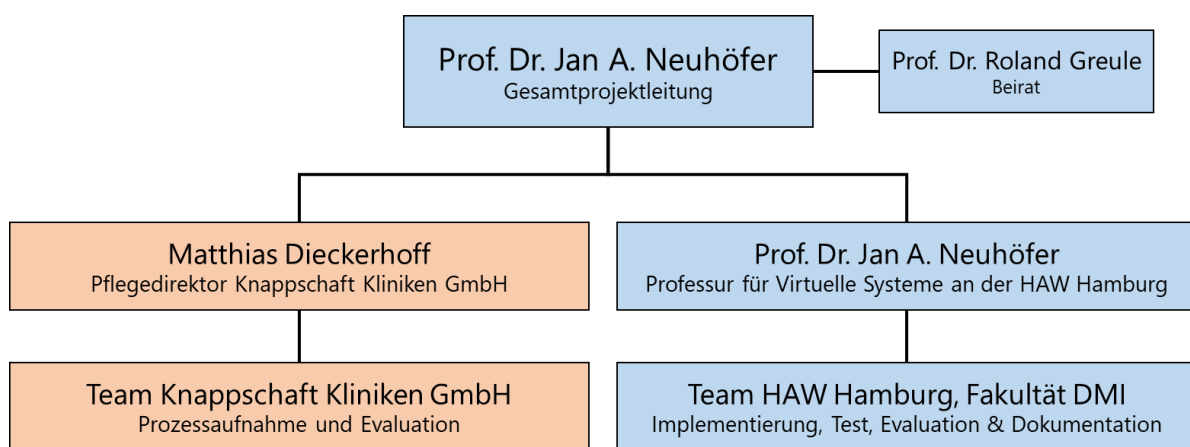 Prof. Dr. Jan A. Neuhöfer
Gesamtprojektleitung
Prof. Dr. Roland Greule
Beirat
Matthias Dieckerhoff
Pflegedirektor Knappschaft Kliniken GmbH
Prof. Dr. Jan A. Neuhöfer
Professur für Virtuelle Systeme an der HAW Hamburg
Team Knappschaft Kliniken GmbH
Prozessaufnahme und Evaluation
Team HAW Hamburg, Fakultät DMI
Implementierung, Test, Evaluation & Dokumentation